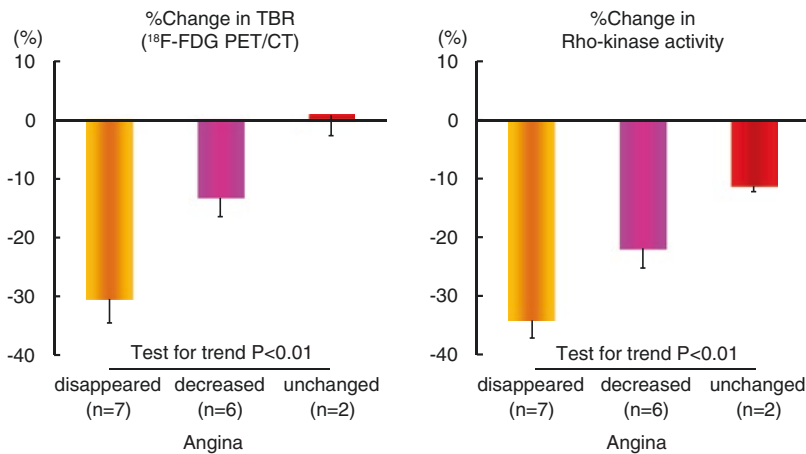 %Change in TBR
(¹⁸F-FDG PET/CT)
(%)
10
0
-10
-20
-30
-40
Test for trend P<0.01
disappeared decreased unchanged
(n=7) (n=6) (n=2)
Angina
%Change in
Rho-kinase activity
(%)
10
0
-10
-20
-30
-40
Test for trend P<0.01
disappeared decreased unchanged
(n=7) (n=6) (n=2)
Angina